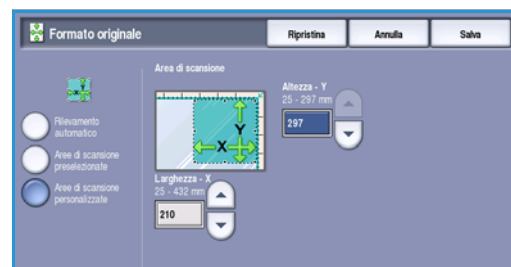 Formato originale
Ripristina
Annulla
Salva
Area di scansione
Rilevamento
automatico
Aree di scansione
preselezionate
Aree di scansione
personalizzate
Y
X
Altezza - Y
25 - 297 mm
297
Larghezza - X
25 - 432 mm
210